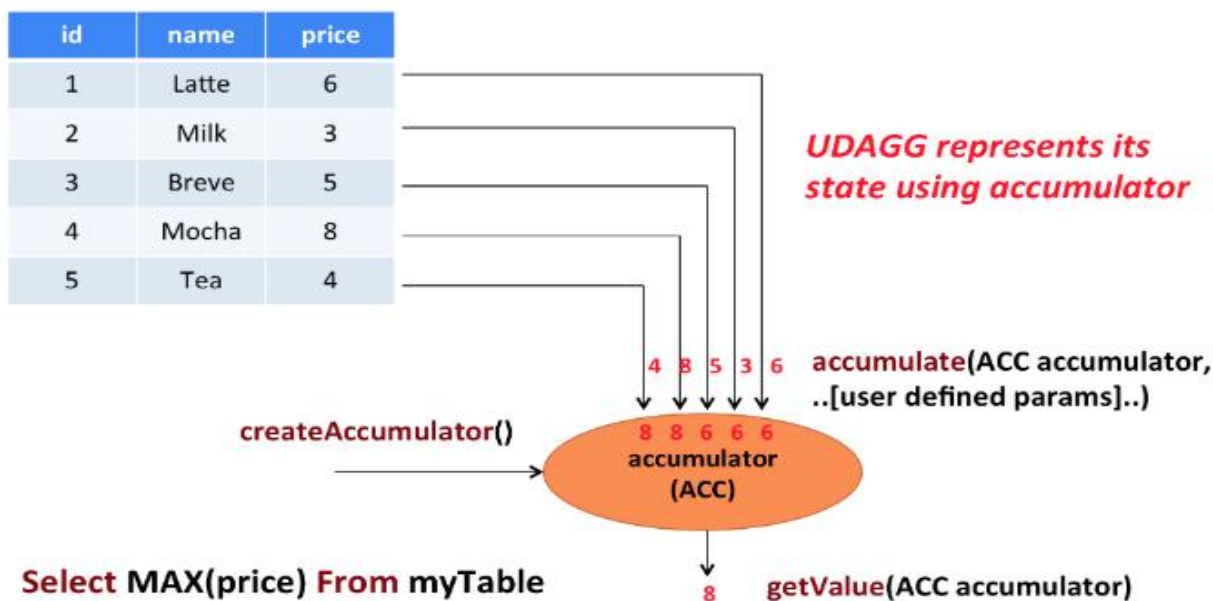 id name price
1 Latte 6
2 Milk 3
3 Breve 5
4 Mocha 8
5 Tea 4
UDAGG represents its
state using accumulator
4 8 5 3 6
accumulate(ACC accumulator,
..[user defined params]..)
createAccumulator()
8 8 6 6 6
accumulator
(ACC)
Select MAX(price) From myTable
8
getValue(ACC accumulator)